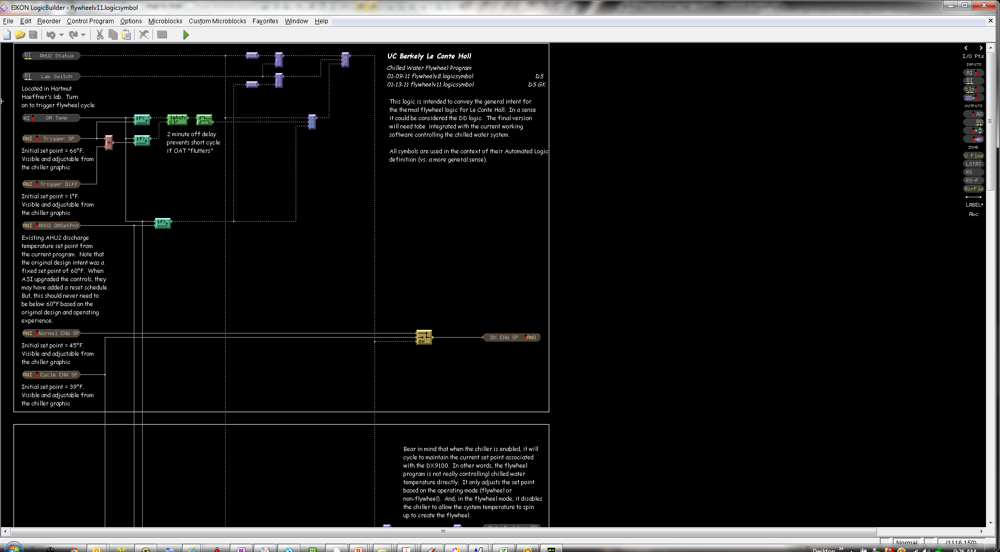 EIKON LogicBuilder - flywheelv11.logicsymbol
File Edit Reorder Control Program Options Microblocks Custom Microblocks Favorites Window Help
BI AHU2 Status
not
and
or
BI Lab Switch
not
and
Located in Hartmut
Haeffner's lab. Turn
on to trigger flywheel cycle
AI OA Temp
if<
latch
clr
and
ANI Trigger SP
+
if>
2 minute off delay
prevents short cycle
if OAT "flutters"
Initial set point = 66°F.
Visible and adjustable from
the chiller graphic
ANI Trigger Diff
Initial set point = 1°F.
Visible and adjustable from
the chiller graphic
ANI AHU2 DASetPnt
if>
Existing AHU2 discharge
temperature set point from
the current program. Note that
the original design intent was a
fixed set point of 60°F. When
ASI upgraded the controls, they
may have added a reset schedule.
But, this should never need to
be below 60°F based on the
original design and operating
experience.
ANI Normal CHW SP
sw
DX CHW SP ANO
Initial set point = 45°F.
Visible and adjustable from
the chiller graphic
ANI Cycle CHW SP
Initial set point = 39°F.
Visible and adjustable from
the chiller graphic
UC Berkely Le Conte Hall
Chilled Water Flywheel Program
01-09-11 flywheelv8.logicsymbol DS
01-13-11 flywheelv11.logicsymbol DS GK
This logic is intended to convey the general intent for
the thermal flywheel logic for Le Conte Hall. In a sense
it could be considered the DD logic. The final version
will need tobe integrated with the current working
software controlling the chilled water system.
All symbols are used in the context of their Automated Logic
definition (vs. a more general sense).
Bear in mind that when the chiller is enabled, it will
cycle to maintain the current set point associated
with the DX9100. In other words, the flywheel
program is not really controllingl chilled water
temperature directly. It only adjusts the set point
based on the operating mode (flywheel or
non-flywheel). And, in the flywheel mode, it disables
the chiller to allow the system temperature to spin
up to create the flywheel.
I/O Pts
INPUTS
AI
BI
tlo
OUTPUTS
AO
BO
ZONE
U Flow
LSTAT
RS
RS-F
AirFlw
LABEL
Abc
Normal
(1116,150)
Desktop
9:26 AM